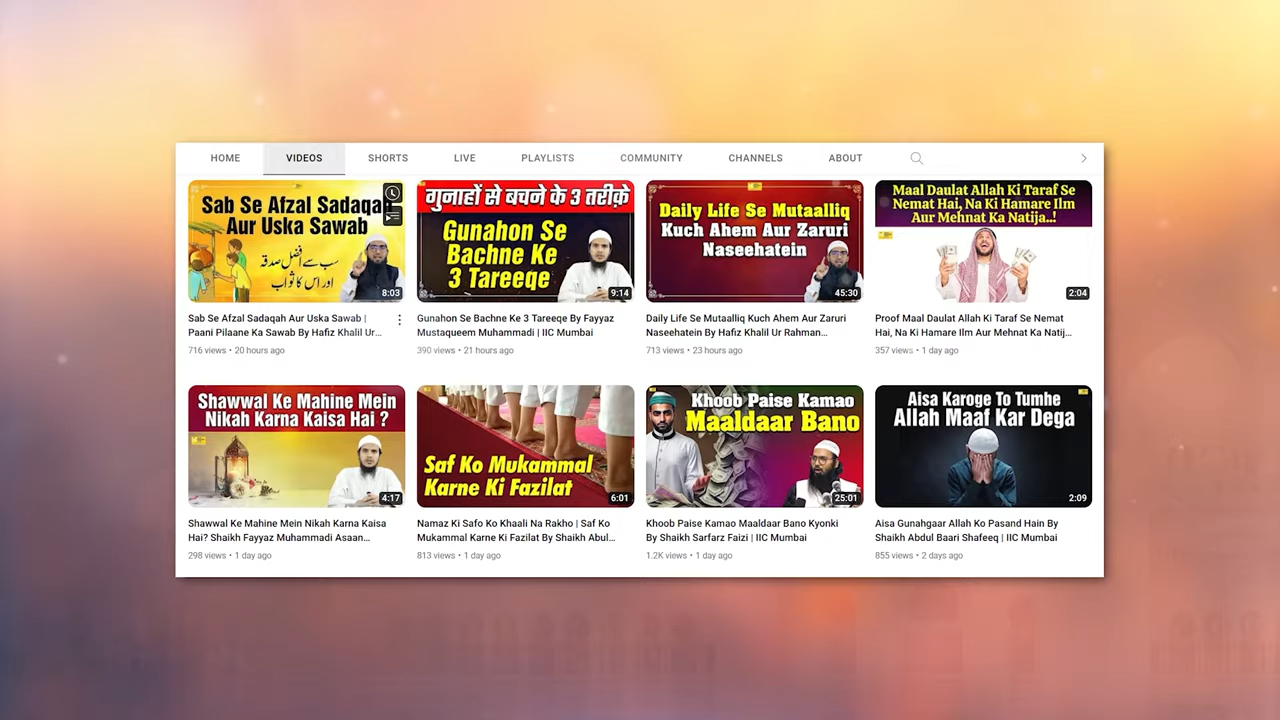 HOME VIDEOS SHORTS LIVE PLAYLISTS COMMUNITY CHANNELS ABOUT
Sab Se Afzal Sadaqah
Aur Uska Sawab
سب سے افضل صدقہ
اور اس کا ثواب
8:03
Sab Se Afzal Sadaqah Aur Uska Sawab |
Paani Pilaane Ka Sawab By Hafiz Khalil Ur…
716 views • 20 hours ago
गुनाहों से बचने के 3 तरीक़े
Gunahon Se
Bachne Ke
3 Tareeqe
9:14
Gunahon Se Bachne Ke 3 Tareeqe By Fayyaz
Mustaqueem Muhammadi | IIC Mumbai
390 views • 21 hours ago
Daily Life Se Mutaalliq
Kuch Ahem Aur Zaruri
Naseehatein
45:30
Daily Life Se Mutaalliq Kuch Ahem Aur Zaruri
Naseehatein By Hafiz Khalil Ur Rahman…
713 views • 23 hours ago
Maal Daulat Allah Ki Taraf Se
Nemat Hai, Na Ki Hamare Ilm
Aur Mehnat Ka Natija..!
2:04
Proof Maal Daulat Allah Ki Taraf Se Nemat
Hai, Na Ki Hamare Ilm Aur Mehnat Ka Natij…
357 views • 1 day ago
Shawwal Ke Mahine Mein
Nikah Karna Kaisa Hai ?
4:17
Shawwal Ke Mahine Mein Nikah Karna Kaisa
Hai? Shaikh Fayyaz Muhammadi Asaan…
298 views • 1 day ago
Saf Ko Mukammal
Karne Ki Fazilat
6:01
Namaz Ki Safo Ko Khaali Na Rakho | Saf Ko
Mukammal Karne Ki Fazilat By Shaikh Abul…
813 views • 1 day ago
Khoob Paise Kamao
Maaldaar Bano
25:01
Khoob Paise Kamao Maaldaar Bano Kyonki
By Shaikh Sarfarz Faizi | IIC Mumbai
1.2K views • 1 day ago
Aisa Karoge To Tumhe
Allah Maaf Kar Dega
2:09
Aisa Gunahgaar Allah Ko Pasand Hain By
Shaikh Abdul Baari Shafeeq | IIC Mumbai
855 views • 2 days ago